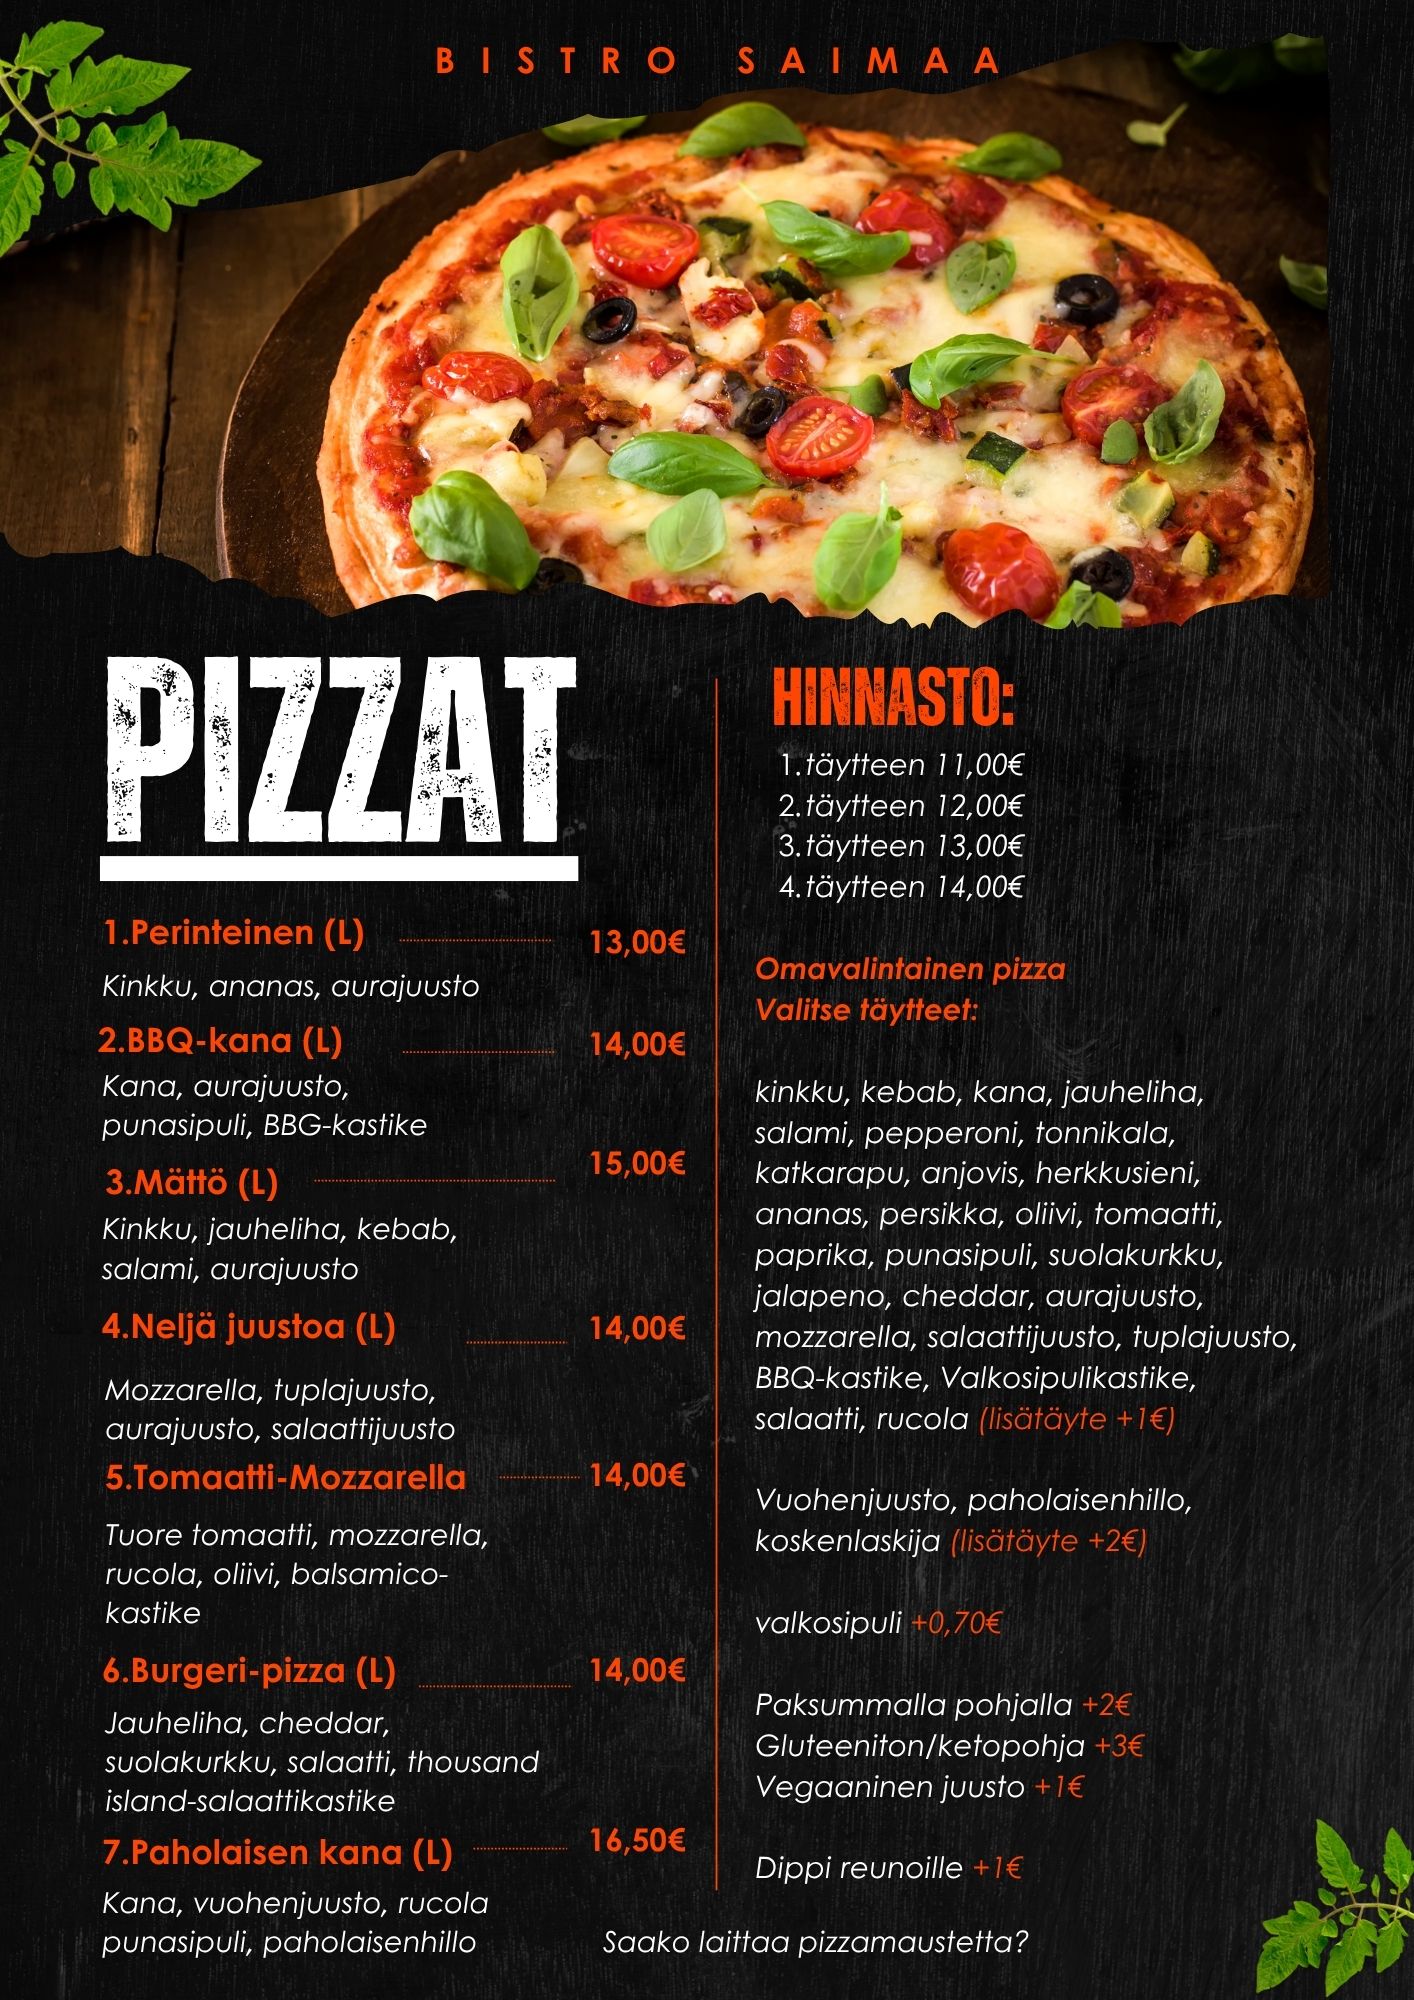 BISTRO SAIMAA
PIZZAT
1.Perinteinen (L) 13,00€
Kinkku, ananas, aurajuusto
2.BBQ-kana (L) 14,00€
Kana, aurajuusto,
punasipuli, BBG-kastike
3.Mättö (L) 15,00€
Kinkku, jauheliha, kebab,
salami, aurajuusto
4.Neljä juustoa (L) 14,00€
Mozzarella, tuplajuusto,
aurajuusto, salaattijuusto
5.Tomaatti-Mozzarella 14,00€
Tuore tomaatti, mozzarella,
rucola, oliivi, balsamico-
kastike
6.Burgeri-pizza (L) 14,00€
Jauheliha, cheddar,
suolakurkku, salaatti, thousand
island-salaattikastike
7.Paholaisen kana (L) 16,50€
Kana, vuohenjuusto, rucola
punasipuli, paholaisenhillo
HINNASTO:
1.täytteen 11,00€
2.täytteen 12,00€
3.täytteen 13,00€
4.täytteen 14,00€
Omavalintainen pizza
Valitse täytteet:
kinkku, kebab, kana, jauheliha,
salami, pepperoni, tonnikala,
katkarapu, anjovis, herkkusieni,
ananas, persikka, oliivi, tomaatti,
paprika, punasipuli, suolakurkku,
jalapeno, cheddar, aurajuusto,
mozzarella, salaattijuusto, tuplajuusto,
BBQ-kastike, Valkosipulikastike,
salaatti, rucola (lisätäyte +1€)
Vuohenjuusto, paholaisenhillo,
koskenlaskija (lisätäyte +2€)
valkosipuli +0,70€
Paksummalla pohjalla +2€
Gluteeniton/ketopohja +3€
Vegaaninen juusto +1€
Dippi reunoille +1€
Saako laittaa pizzamaustetta?